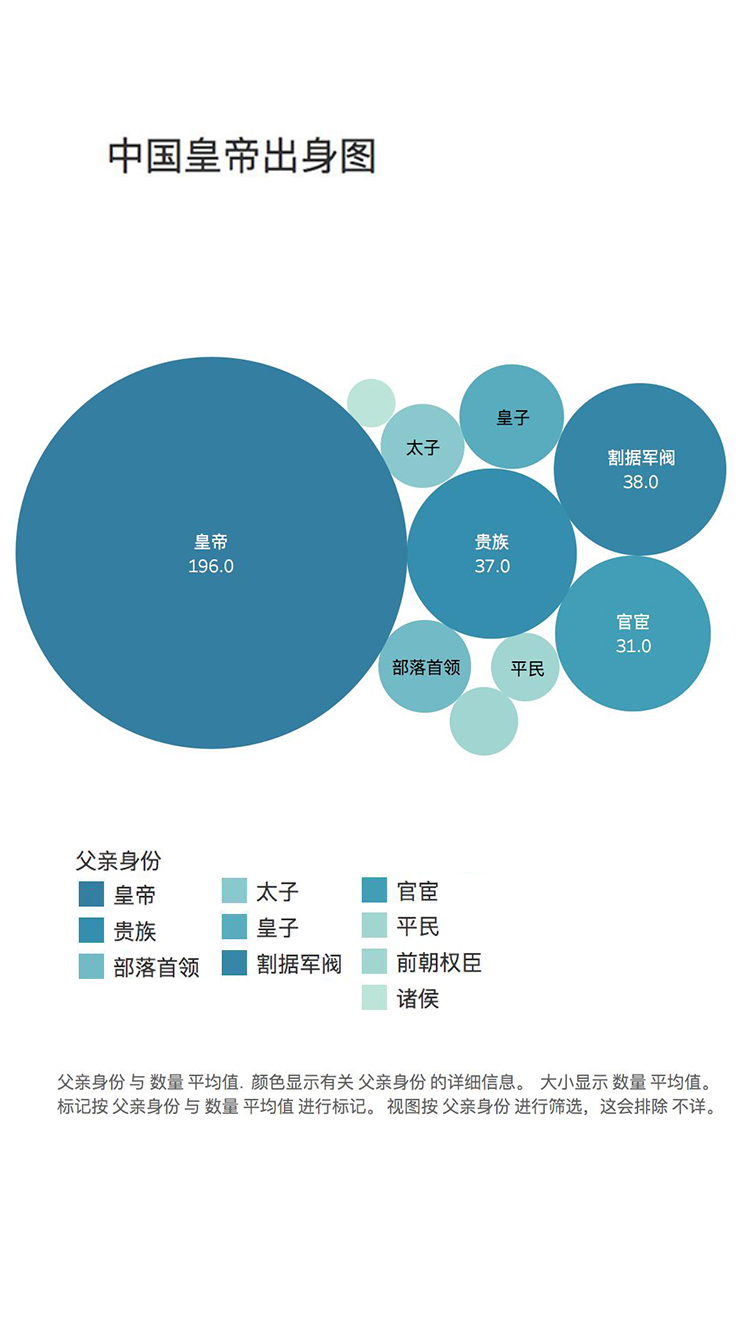 中国皇帝出身图
太子
皇子
割据军阀
38.0
皇帝
196.0
贵族
37.0
官宦
31.0
部落首领
平民
父亲身份
皇帝
贵族
部落首领
太子
皇子
割据军阀
官宦
平民
前朝权臣
诸侯
父亲身份 与 数量 平均值. 颜色显示有关 父亲身份 的详细信息。 大小显示 数量 平均值。
标记按 父亲身份 与 数量 平均值 进行标记。 视图按 父亲身份 进行筛选，这会排除 不详。